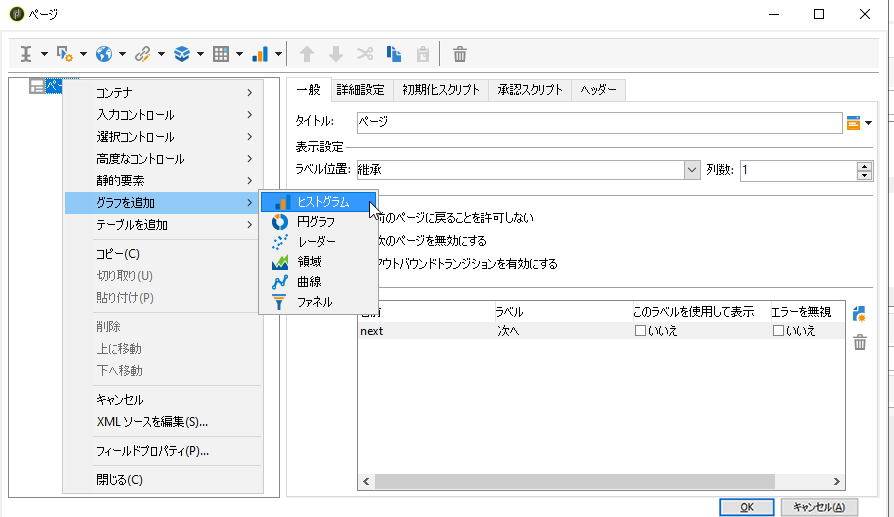 ページ
一般 詳細設定 初期化スクリプト 承認スクリプト ヘッダー
コンテナ
入力コントロール
選択コントロール
高度なコントロール
静的要素
グラフを追加
テーブルを追加
コピー(C)
切り取り(U)
貼り付け(P)
削除
上に移動
下へ移動
キャンセル
XML ソースを編集(S)...
フィールドプロパティ(P)...
閉じる(C)
ヒストグラム
円グラフ
レーダー
領域
曲線
ファネル
タイトル: ページ
表示設定
ラベル位置: 継承 列数: 1
前のページに戻ることを許可しない
次のページを無効にする
アウトバウンドトランジションを有効にする
ラベル このラベルを使用して表示 エラーを無視
next 次へ いいえ いいえ
OK キャンセル(A)